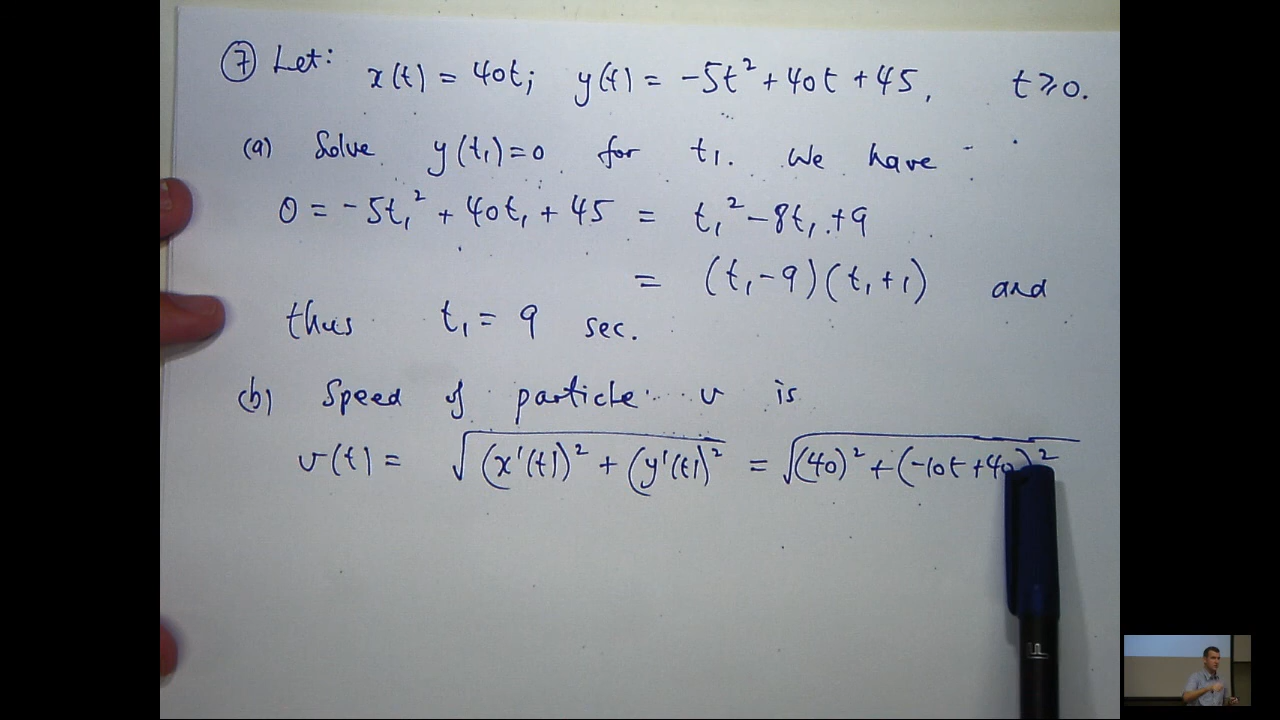 ⑦ Let: x(t) = 40t; y(t) = -5t² + 40t + 45, t ⩾ 0.
(a) Solve y(t₁)=0 for t₁. We have
0 = -5t₁² + 40t₁ + 45 = t₁² - 8t₁ + 9
= (t₁-9)(t₁+1) and
thus t₁ = 9 sec.
(b) Speed of particle v is
v(t) = √(x'(t))² + (y'(t))² = √(40)² + (-10t + 40)²